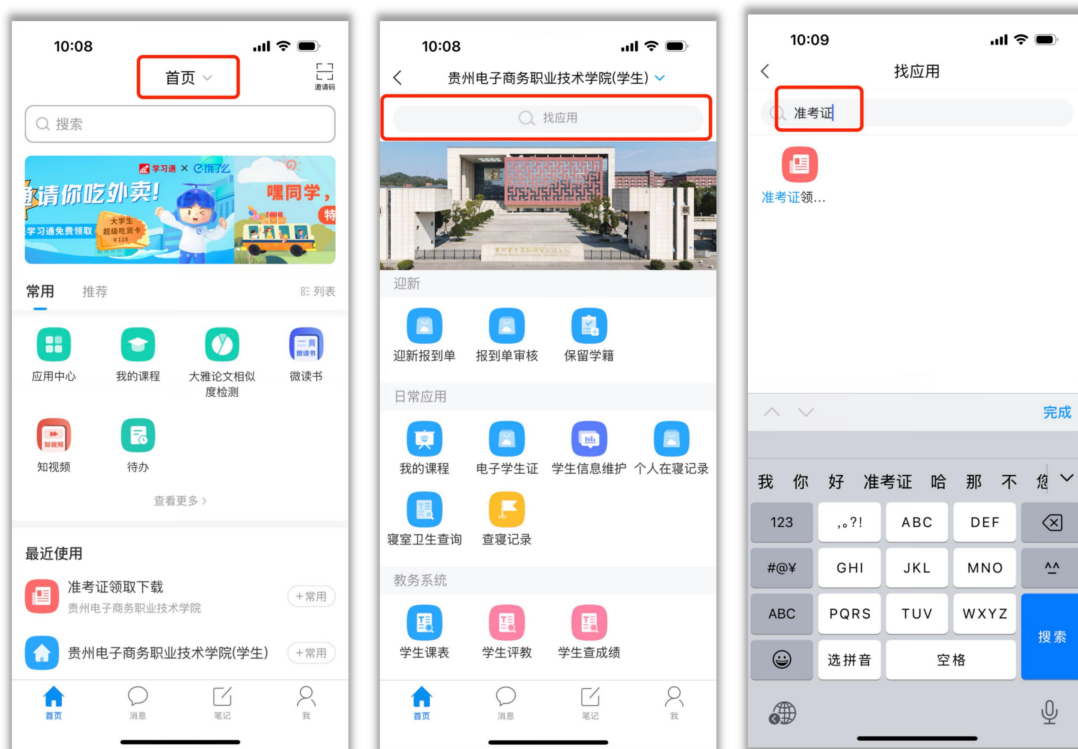 10:08
首页
邀请码
搜索
学习通 × 饿了么
邀请你吃外卖!
嘿同学,
特
学习通免费领取
大学生
超级吃货卡
¥118
常用
推荐
列表
应用中心
我的课程
大雅论文相似
度检测
微读书
微读书
知视频
知视频
待办
查看更多 >
最近使用
准考证领取下载
贵州电子商务职业技术学院
+常用
贵州电子商务职业技术学院(学生)
+常用
首页
消息
笔记
我
10:08
贵州电子商务职业技术学院(学生)
找应用
迎新
迎新报到单
报到单审核
保留学籍
日常应用
我的课程
电子学生证
学生信息维护
个人在寝记录
寝室卫生查询
查寝记录
教务系统
学生课表
学生评教
学生查成绩
首页
消息
笔记
我
10:09
找应用
准考证
准考证领...
完成
我 你 好 准考证 哈 那 不 您
123
,。?!
ABC
DEF
#@¥
GHI
JKL
MNO
^^
ABC
PQRS
TUV
WXYZ
搜索
选拼音
空格